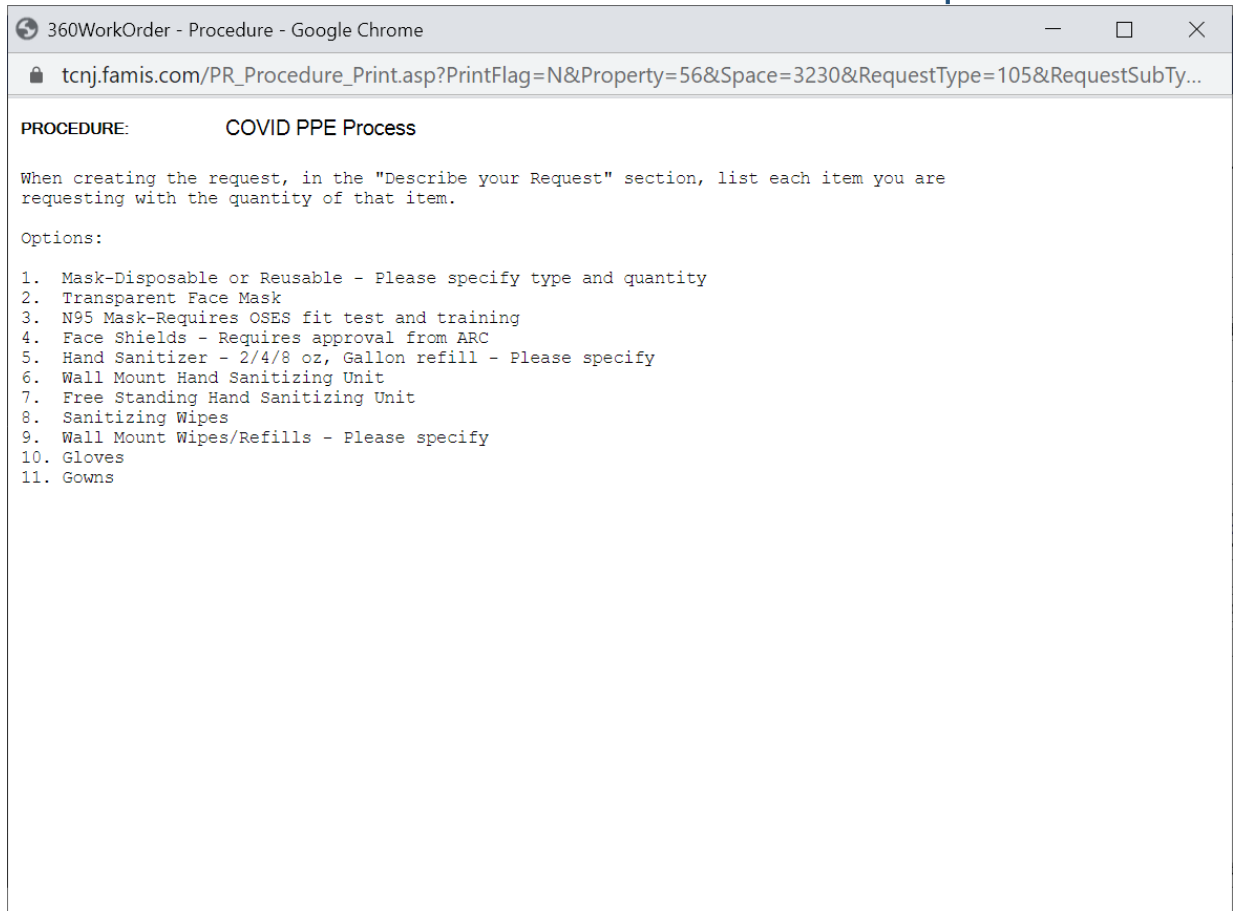 360WorkOrder - Procedure - Google Chrome
tcnj.famis.com/PR_Procedure_Print.asp?PrintFlag=N&Property=56&Space=3230&RequestType=105&RequestSubTy...
PROCEDURE: COVID PPE Process
When creating the request, in the "Describe your Request" section, list each item you are
requesting with the quantity of that item.
Options:
1. Mask-Disposable or Reusable - Please specify type and quantity
2. Transparent Face Mask
3. N95 Mask-Requires OSES fit test and training
4. Face Shields - Requires approval from ARC
5. Hand Sanitizer - 2/4/8 oz, Gallon refill - Please specify
6. Wall Mount Hand Sanitizing Unit
7. Free Standing Hand Sanitizing Unit
8. Sanitizing Wipes
9. Wall Mount Wipes/Refills - Please specify
10. Gloves
11. Gowns